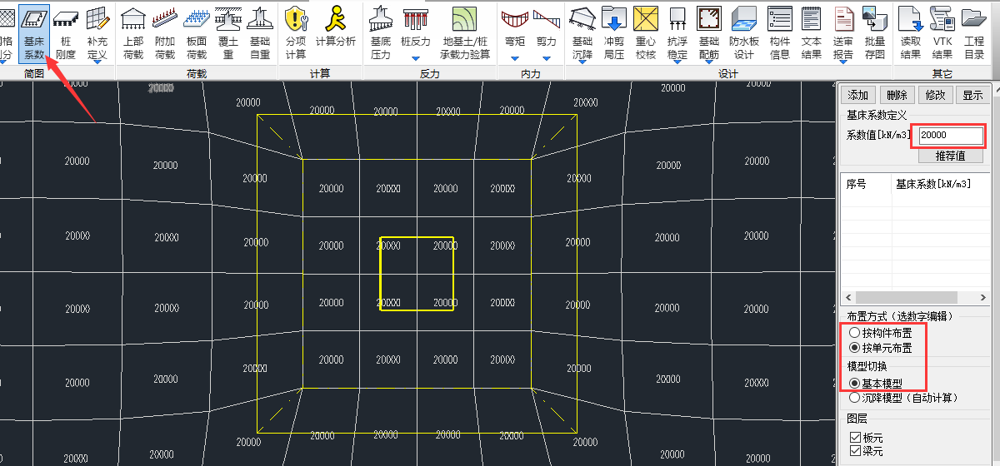 基床 系数
桩 刚度
补充 定义
上部 荷载
附加 荷载
板面 荷载
覆土 重
基础 自重
分项 计算
计算分析
基底 压力
桩反力
地基土/桩 承载力验算
弯矩
剪力
基础 沉降
冲剪 局压
重心 校核
抗浮 稳定
基础 配筋
防水板 设计
构件 信息
文本 结果
送审 报告
批量 存图
读取 结果
VTK 结果
工程 目录
简图
荷载
计算
反力
内力
设计
其它
20000 20000 20000 20000
20000 20000 20000 20000 20000
20000 20000 20000 20000 20000
20000 20000 20000 20000
20000 20000 20000 20000
20000 20000 20000 20000 20000 20000
20000 20000 20000 20000
20000 20000 20000 20000 20000 20000
20000 20000 20000 20000
20000 20000 20000 20000
20000 20000 20000 20000
20000 20000 20000 20000 20000
20000 20000 20000 20000
添加 删除 修改 显示
基床系数定义
系数值[kN/m3] 20000
推荐值
序号 基床系数[kN/m3]
布置方式（选数字编辑）
按构件布置
按单元布置
模型切换
基本模型
沉降模型（自动计算）
图层
板元
梁元